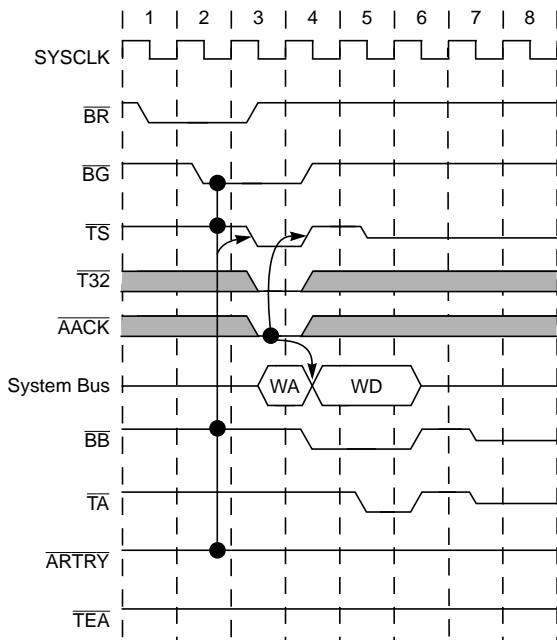 1 2 3 4 5 6 7 8
SYSCLK
BR
BG
TS
T32
AACK
System Bus WA WD
BB
TA
ARTRY
TEA